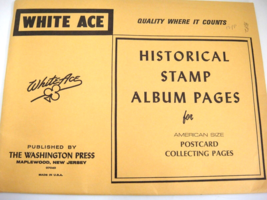 WHITE ACE
QUALITY WHERE IT COUNTS
HISTORICAL
STAMP
ALBUM PAGES
for
AMERICAN SIZE
POSTCARD
COLLECTING PAGES
White Ace
PUBLISHED BY
THE WASHINGTON PRESS
MAPLEWOOD, NEW JERSEY
MADE IN U.S.A.